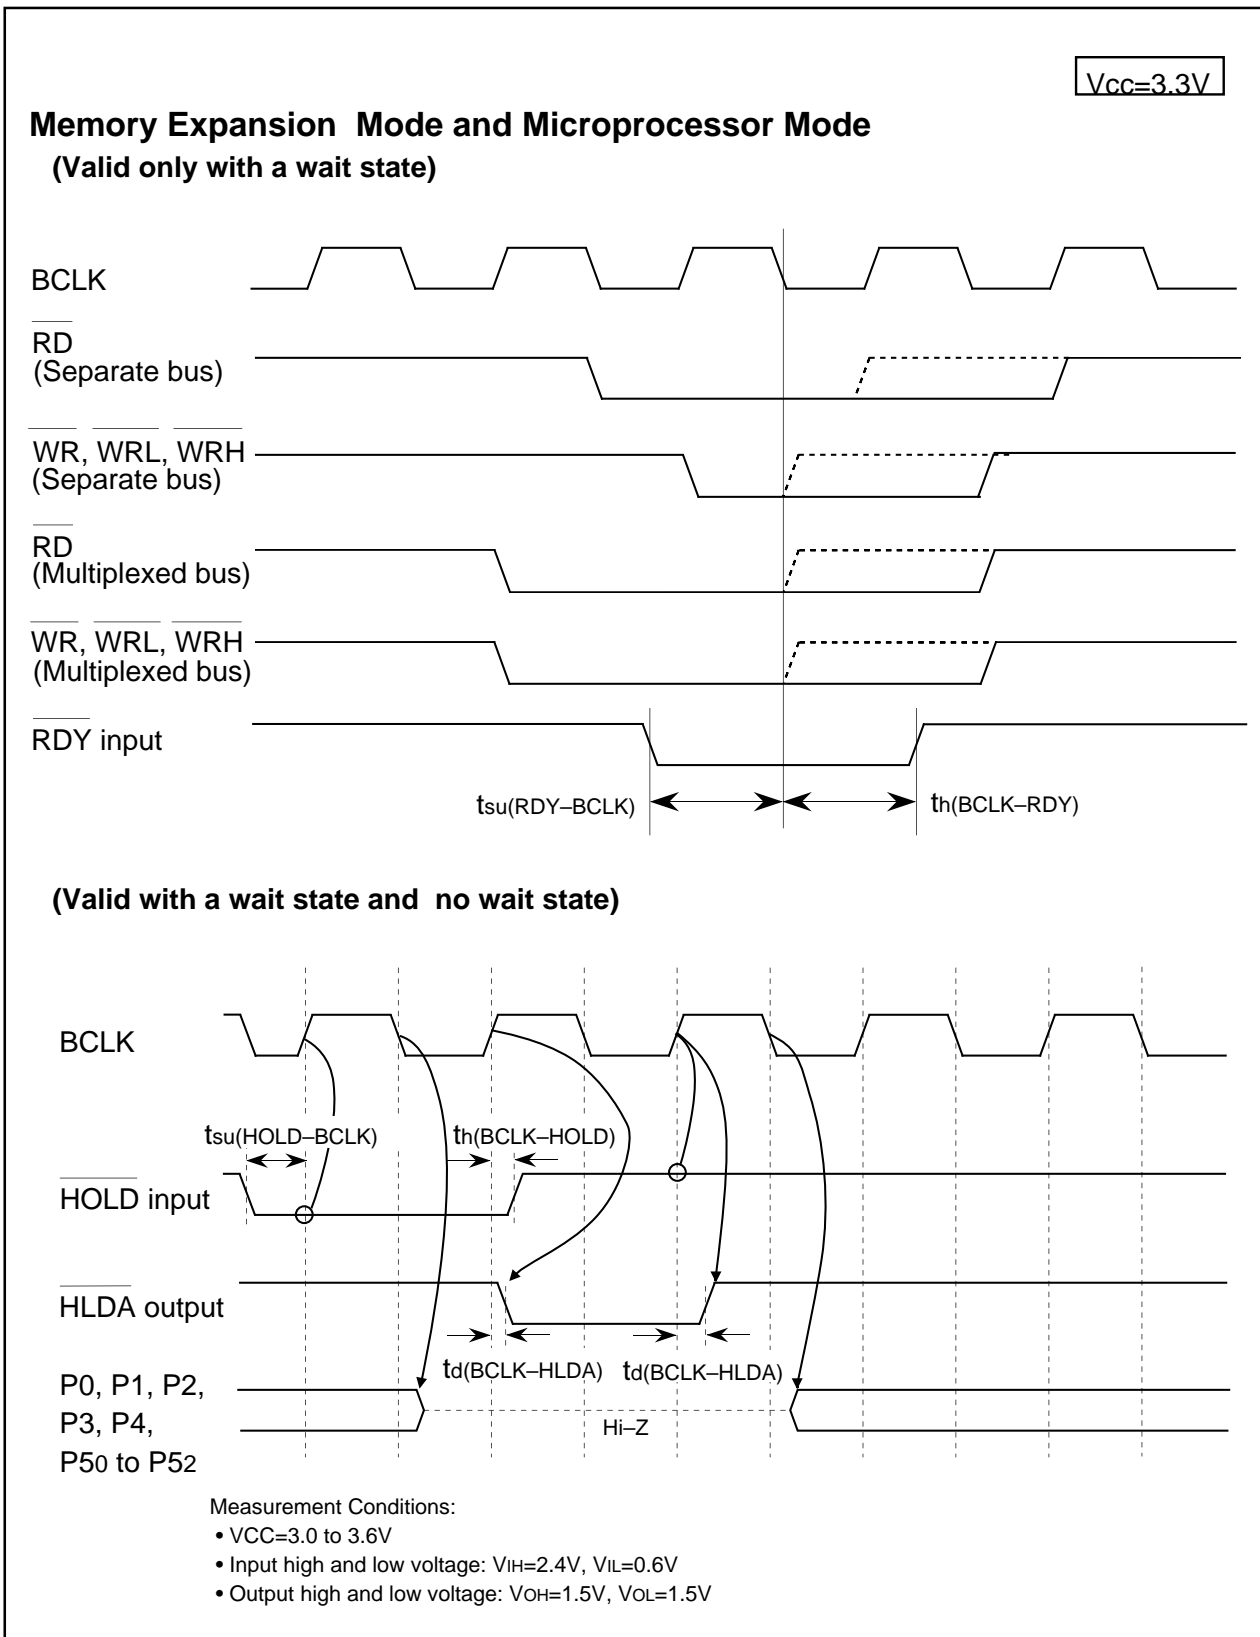 Vcc=3.3V
Memory Expansion Mode and Microprocessor Mode
(Valid only with a wait state)
BCLK
RD
(Separate bus)
WR, WRL, WRH
(Separate bus)
RD
(Multiplexed bus)
WR, WRL, WRH
(Multiplexed bus)
RDY input
tsu(RDY–BCLK)
th(BCLK–RDY)
(Valid with a wait state and no wait state)
BCLK
tsu(HOLD–BCLK)
th(BCLK–HOLD)
HOLD input
HLDA output
td(BCLK–HLDA)
td(BCLK–HLDA)
P0, P1, P2,
P3, P4,
P50 to P52
Hi–Z
Measurement Conditions:
• VCC=3.0 to 3.6V
• Input high and low voltage: VIH=2.4V, VIL=0.6V
• Output high and low voltage: VOH=1.5V, VOL=1.5V